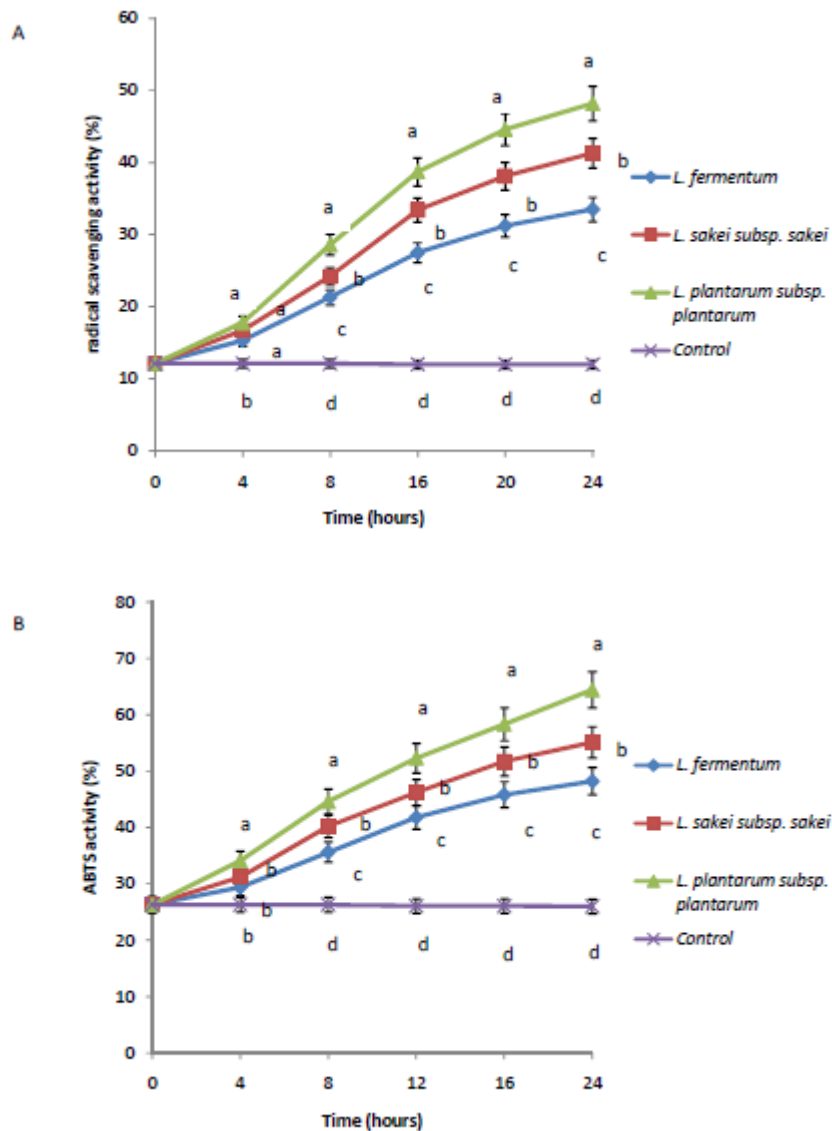 A
radical scavenging activity (%)
60
50
40
30
20
10
0
a
a
a
a
a
a
b
b
b
b
a
c
c
c
c
b
d
d
d
d
0 4 8 16 20 24
Time (hours)
L. fermentum
L. sakei subsp. sakei
L. plantarum subsp.
plantarum
Control
B
ABTS activity (%)
80
70
60
50
40
30
20
10
0
a
a
a
a
a
b
b
b
b
b
b
c
c
c
c
b
d
d
d
d
0 4 8 12 16 24
Time (hours)
L. fermentum
L. sakei subsp. sakei
L. plantarum subsp.
plantarum
Control